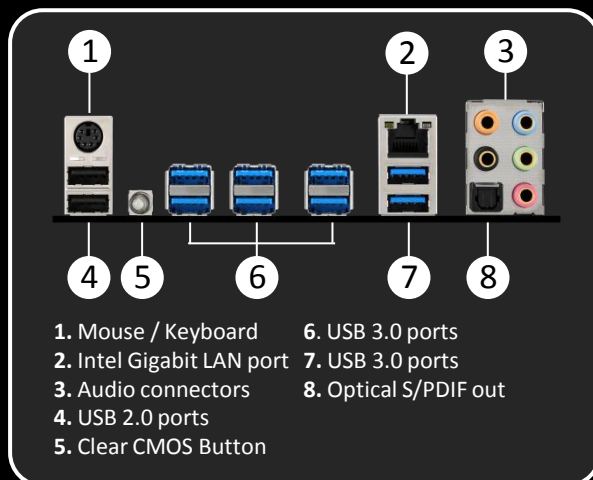 1
2
3
4
5
6
7
8
1. Mouse / Keyboard
2. Intel Gigabit LAN port
3. Audio connectors
4. USB 2.0 ports
5. Clear CMOS Button
6. USB 3.0 ports
7. USB 3.0 ports
8. Optical S/PDIF out